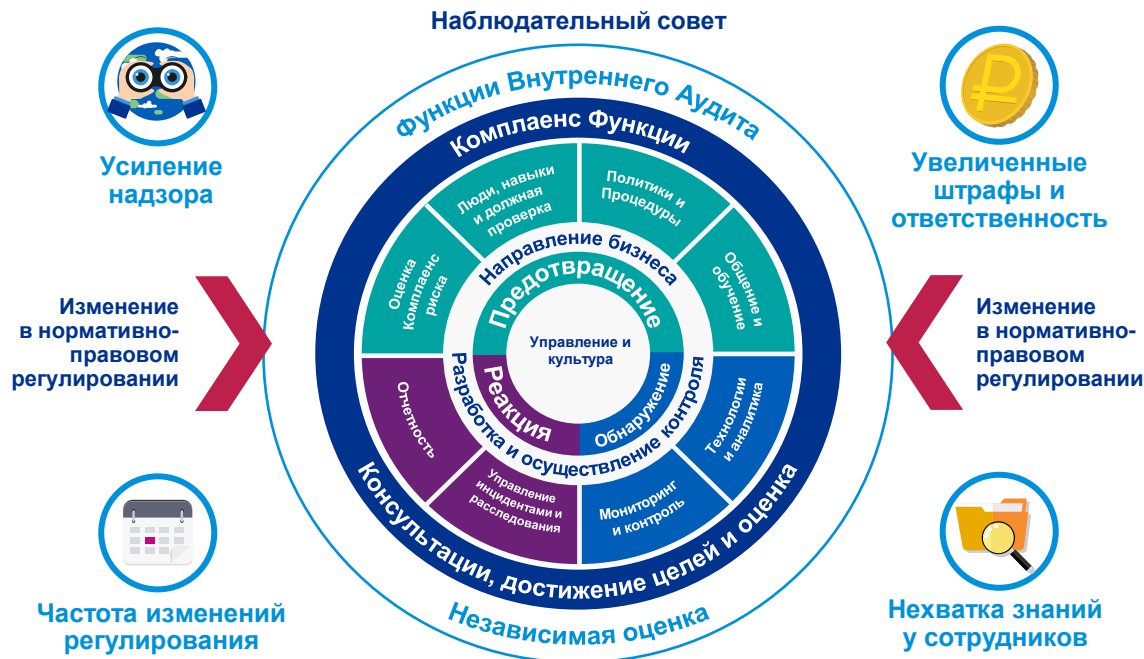 Наблюдательный совет
Усиление
надзора
Увеличенные
штрафы и
ответственность
Функции Внутреннего Аудита
Комплаенс Функции
Люди, навыки
и должная
проверка
Политики и
Процедуры
Оценка
Комплаенс
риска
Общение и
обучение
Направление бизнеса
Предотвращение
Изменение
в нормативно-
правовом
регулировании
Управление и
культура
Изменение
в нормативно-
правовом
регулировании
Реакция
Обнаружение
Разработка и осуществление контроля
Отчетность
Технологии
и аналитика
Управление
инцидентами и
расследования
Мониторинг
и контроль
Консультации, достижение целей и оценка
Независимая оценка
Частота изменений
регулирования
Нехватка знаний
у сотрудников